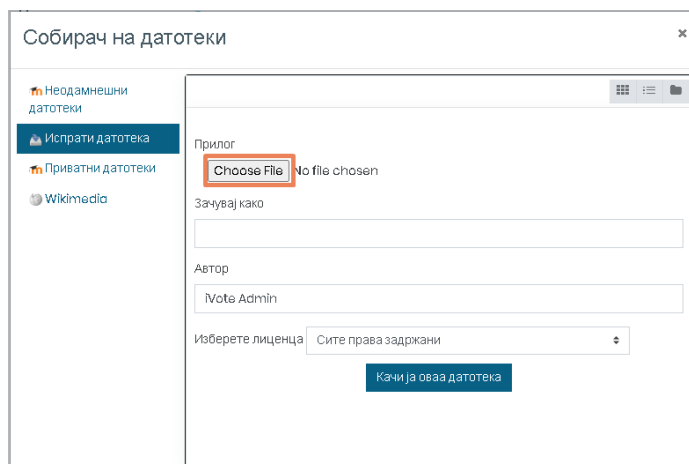 Собирач на датотеки
×
Неодамнешни
датотеки
Испрати датотека
Приватни датотеки
Wikimedia
Прилог
Choose File No file chosen
Зачувај како
Автор
iVote Admin
Изберете лиценца Сите права задржани
Качи ја оваа датотека